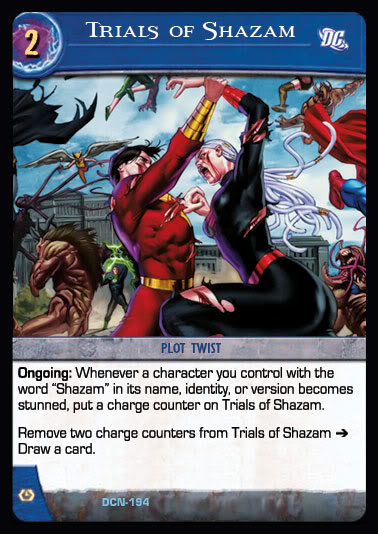 2
TRIALS OF SHAZAM
DC
PLOT TWIST
Ongoing: Whenever a character you control with the
word “Shazam” in its name, identity, or version becomes
stunned, put a charge counter on Trials of Shazam.
Remove two charge counters from Trials of Shazam ➔
Draw a card.
DCN-194